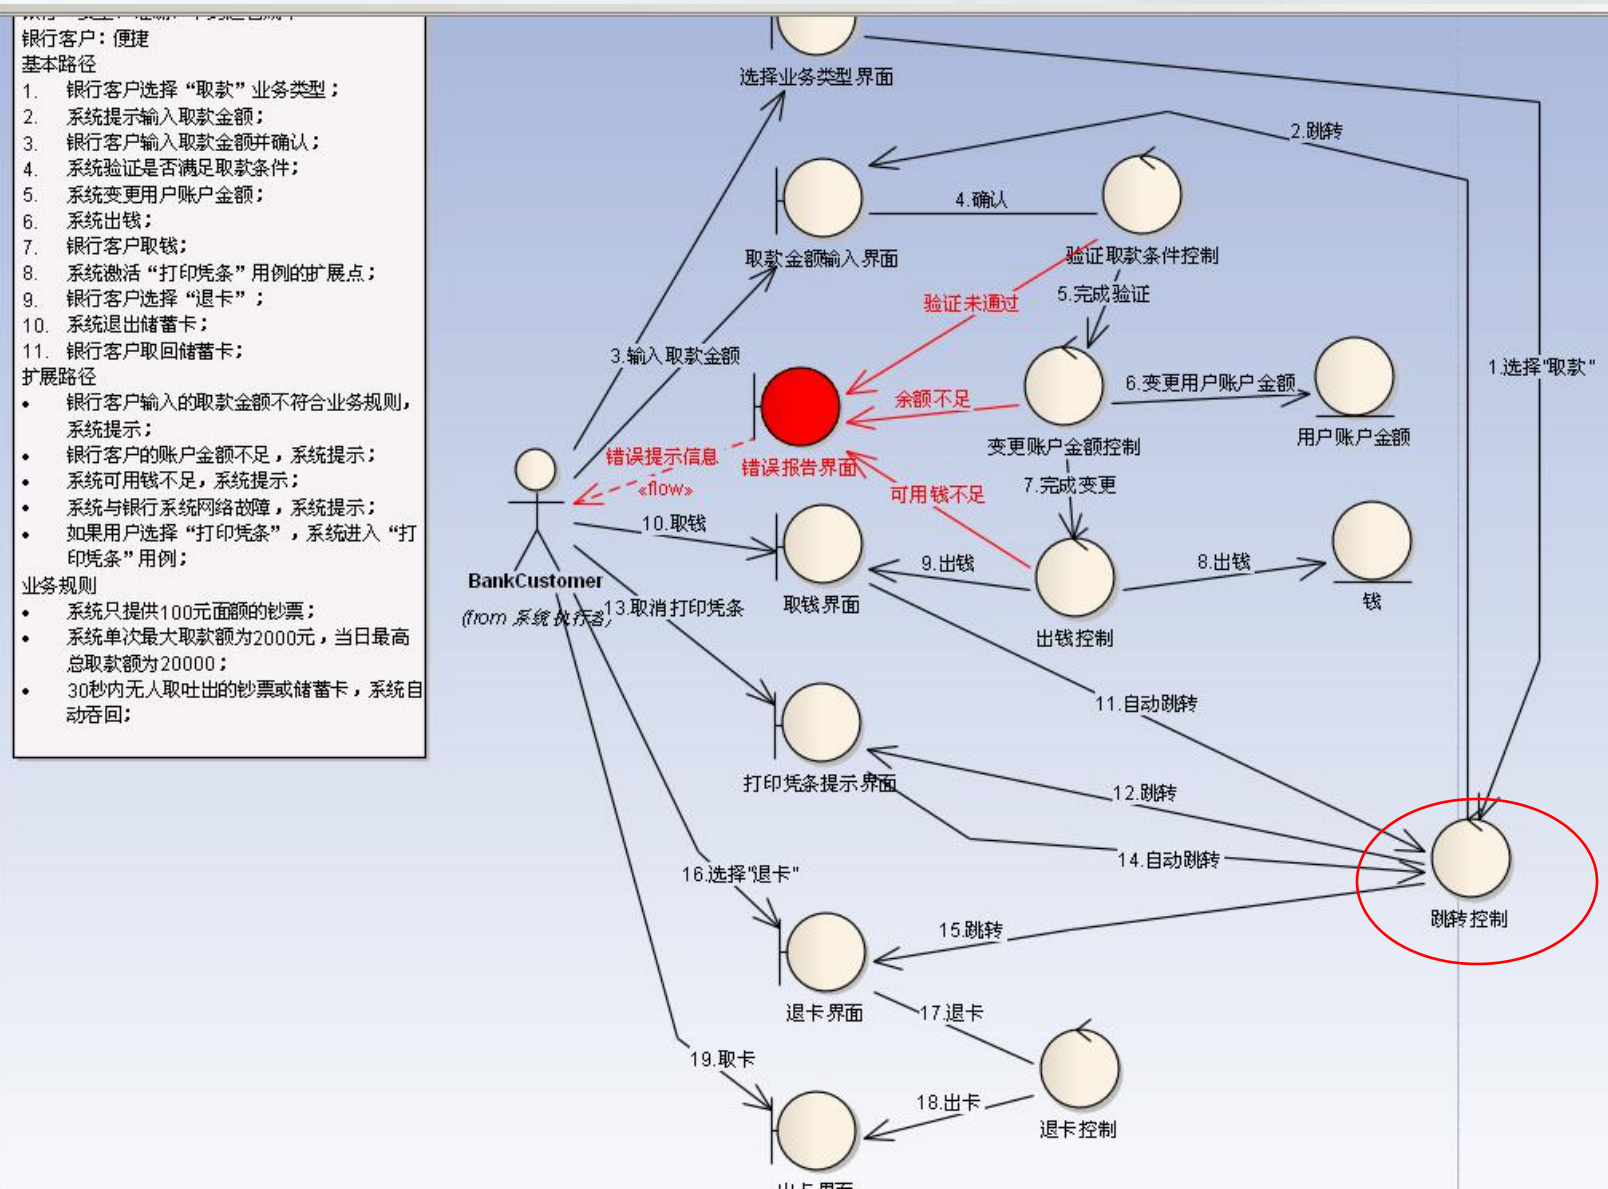 银行客户：便捷
基本路径
1. 银行客户选择“取款”业务类型；
2. 系统提示输入取款金额；
3. 银行客户输入取款金额并确认；
4. 系统验证是否满足取款条件；
5. 系统变更用户账户金额；
6. 系统出钱；
7. 银行客户取钱；
8. 系统激活“打印凭条”用例的扩展点；
9. 银行客户选择“退卡”；
10. 系统退出储蓄卡；
11. 银行客户取回储蓄卡；
扩展路径
• 银行客户输入的取款金额不符合业务规则，
系统提示；
• 银行客户的账户金额不足，系统提示；
• 系统可用钱不足，系统提示；
• 系统与银行系统网络故障，系统提示；
• 如果用户选择“打印凭条”，系统进入“打
印凭条”用例；
业务规则
• 系统只提供100元面额的钞票；
• 系统单次最大取款额为2000元，当日最高
总取款额为20000；
• 30秒内无人取吐出的钞票或储蓄卡，系统自
动吞回；
选择业务类型界面
2.跳转
4.确认
取款金额输入界面
验证取款条件控制
验证未通过
5.完成验证
3.输入取款金额
1.选择"取款"
6.变更用户账户金额
余额不足
用户账户金额
变更账户金额控制
错误提示信息
错误报告界面
«flow»
可用钱不足
7.完成变更
10.取钱
9.出钱
8.出钱
BankCustomer
(from 系统执行者)
13.取消打印凭条
取钱界面
钱
出钱控制
11.自动跳转
打印凭条提示界面
12.跳转
14.自动跳转
16.选择"退卡"
跳转控制
15.跳转
退卡界面
17.退卡
19.取卡
18.出卡
退卡控制
出卡界面